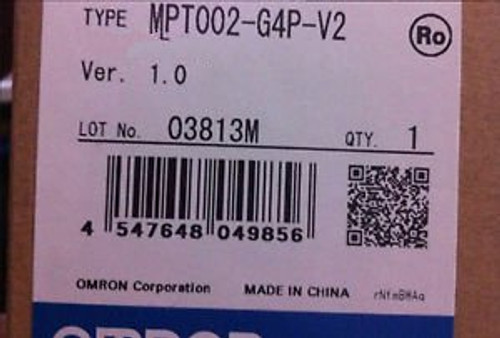 TYPE MPT002-G4P-V2
Ro
Ver. 1.0
LOT No. 03813M QTY. 1
4 547648 049856
OMRON Corporation MADE IN CHINA
OMRON